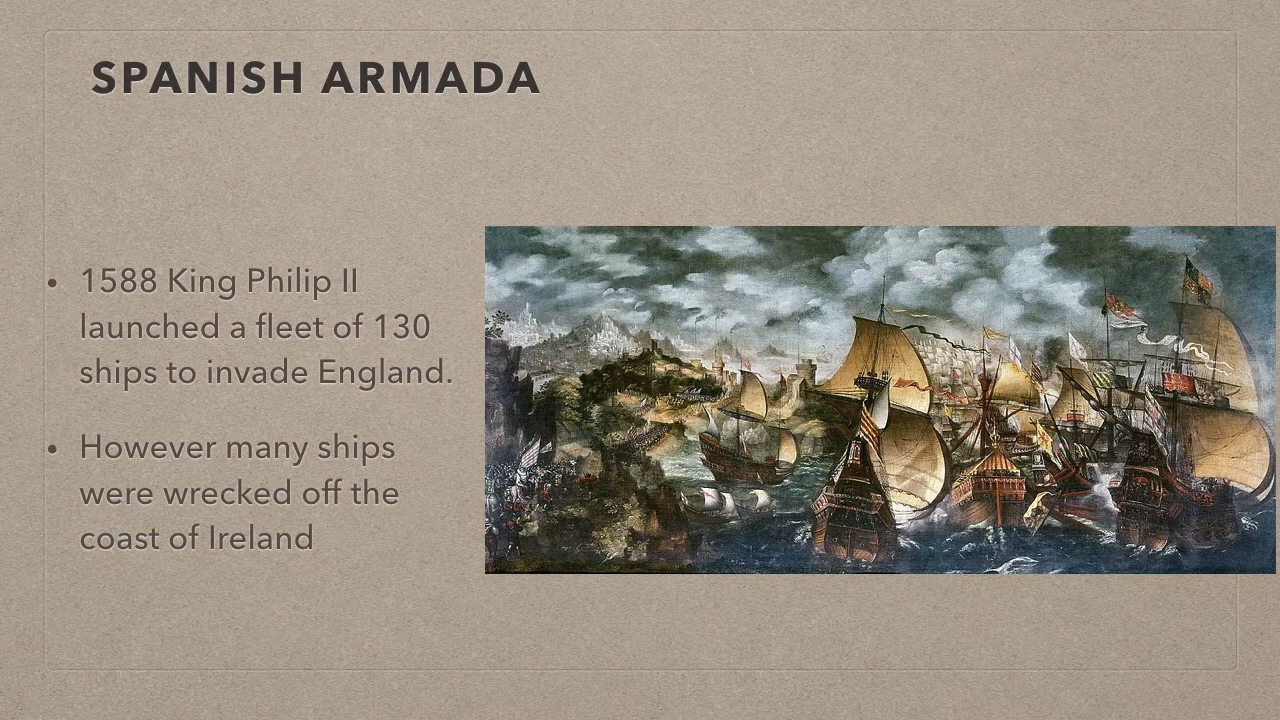 SPANISH ARMADA
• 1588 King Philip II
launched a fleet of 130
ships to invade England.
• However many ships
were wrecked off the
coast of Ireland